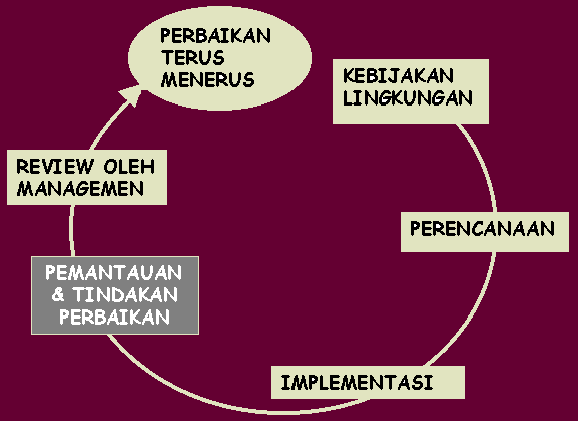 PERBAIKAN
TERUS
MENERUS
KEBIJAKAN
LINGKUNGAN
REVIEW OLEH
MANAGEMEN
PERENCANAAN
PEMANTAUAN
& TINDAKAN
PERBAIKAN
IMPLEMENTASI